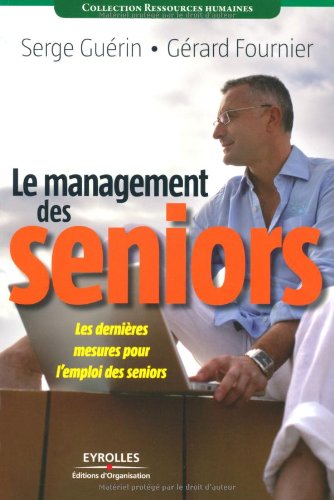 COLLECTION RESSOURCES HUMAINES
Matériel protégé par le droit d'auteur
Serge Guérin • Gérard Fournier
Le management
des
seniors
Les dernières
mesures pour
l'emploi des seniors
EYROLLES
Éditions d'Organisation
Matériel protégé par le droit d'auteur